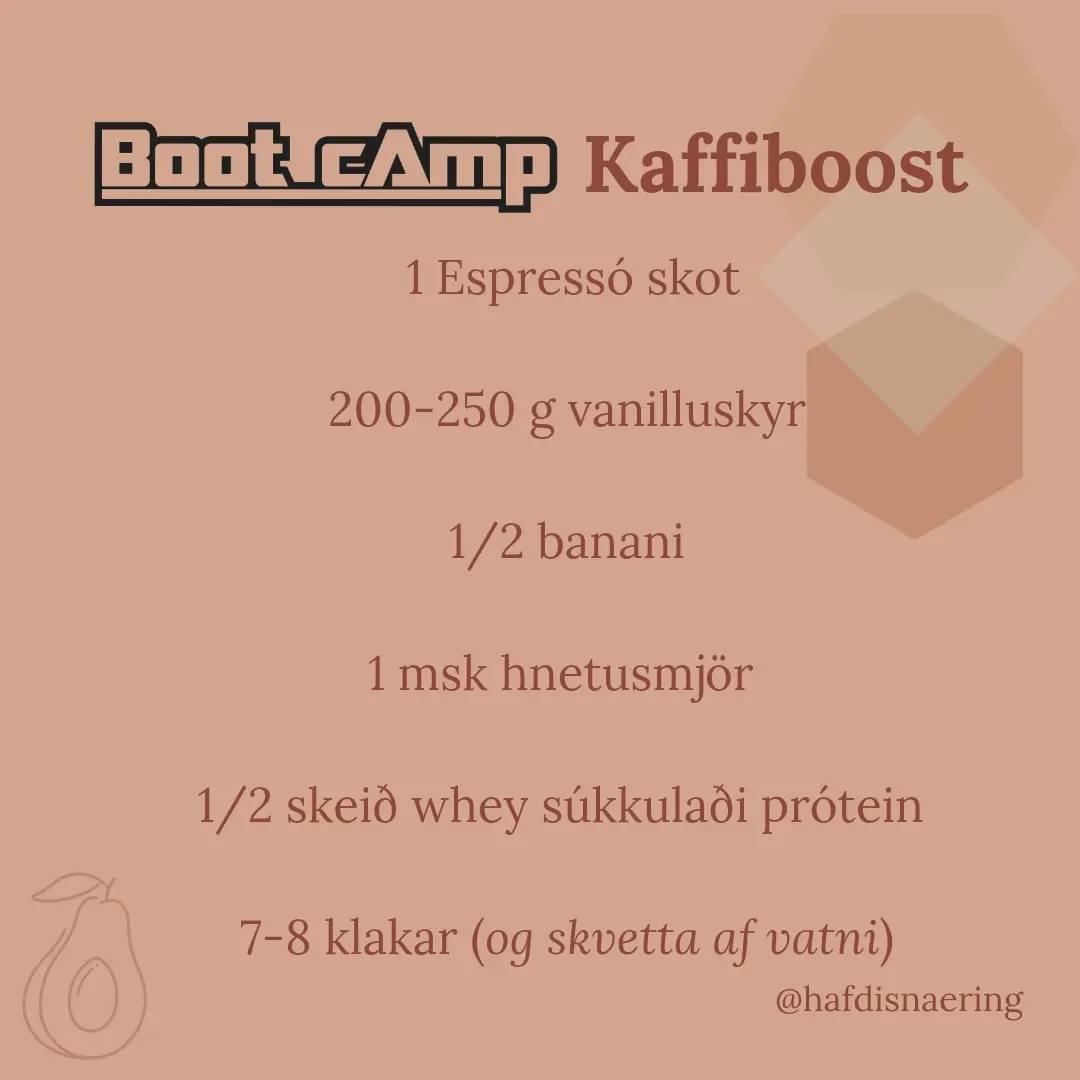 Boot cAmp Kaffiboost
1 Espressó skot
200-250 g vanilluskyr
1/2 banani
1 msk hnetusmjör
1/2 skeið whey súkkulaði prótein
7-8 klakar (og skvetta af vatni)
@hafdisnaering